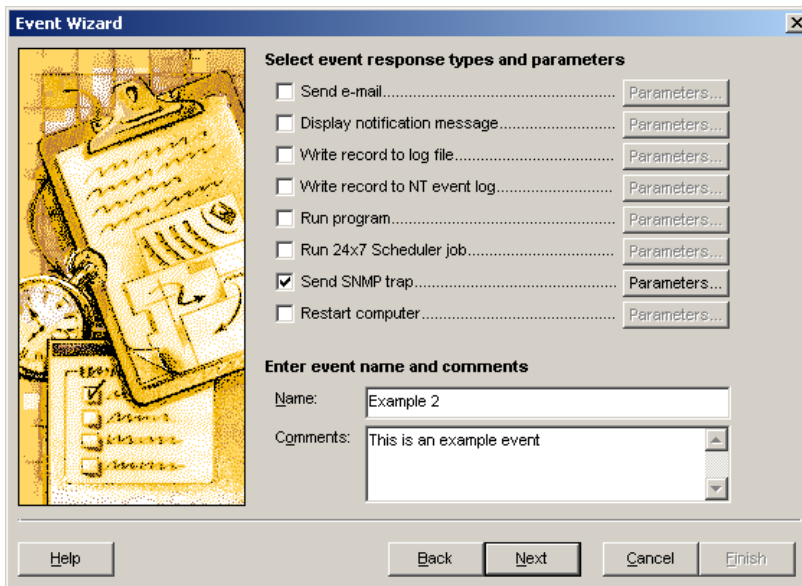 Event Wizard
Select event response types and parameters
Send e-mail................................................ Parameters...
Display notification message........................ Parameters...
Write record to log file................................. Parameters...
Write record to NT event log........................ Parameters...
Run program.............................................. Parameters...
Run 24x7 Scheduler job.............................. Parameters...
Send SNMP trap......................................... Parameters...
Restart computer........................................ Parameters...
Enter event name and comments
Name: Example 2
Comments: This is an example event
Help Back Next Cancel Finish